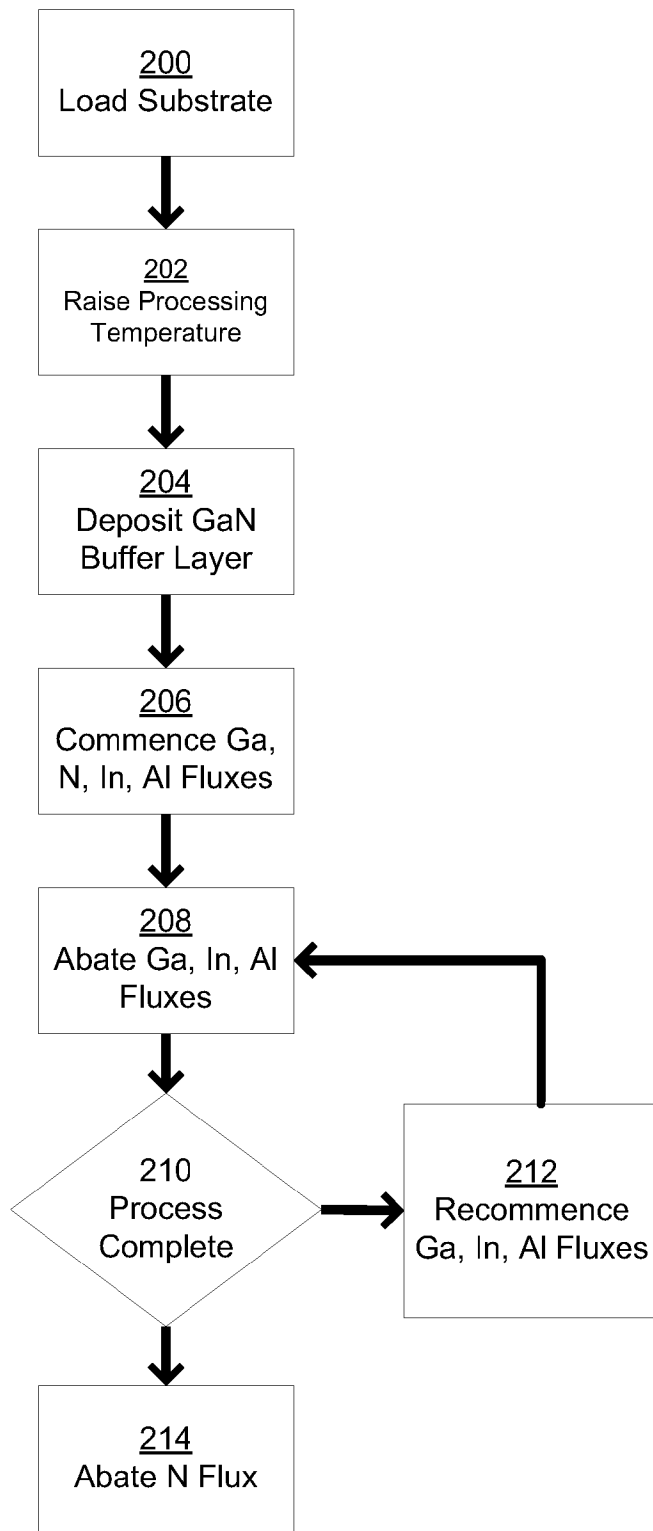 200
Load Substrate
202
Raise Processing
Temperature
204
Deposit GaN
Buffer Layer
206
Commence Ga,
N, In, Al Fluxes
208
Abate Ga, In, Al
Fluxes
210
Process
Complete
212
Recommence
Ga, In, Al Fluxes
214
Abate N Flux